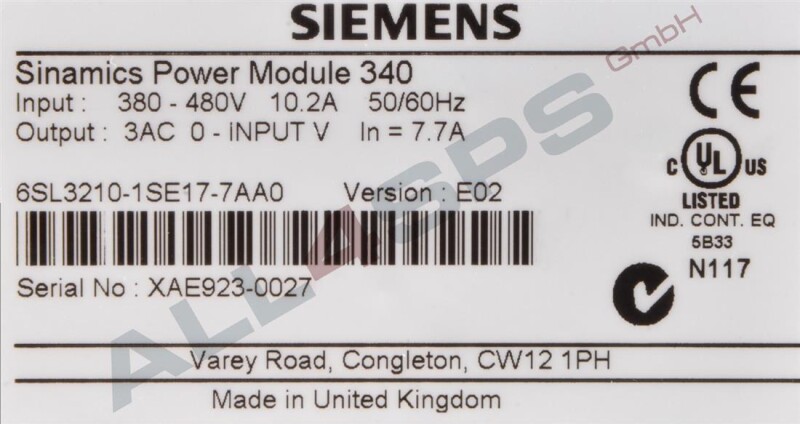 SIEMENS
Sinamics Power Module 340
Input : 380 - 480V 10.2A 50/60Hz
Output : 3AC 0 - iNPUT V In = 7.7A
6SL3210-1SE17-7AA0 Version : E02
Serial No : XAE923-0027
CE
C UL US
LISTED
IND. CONT. EQ
5B33
N117
Varey Road, Congleton, CW12 1PH
Made in United Kingdom
ALL4SPS GmbH